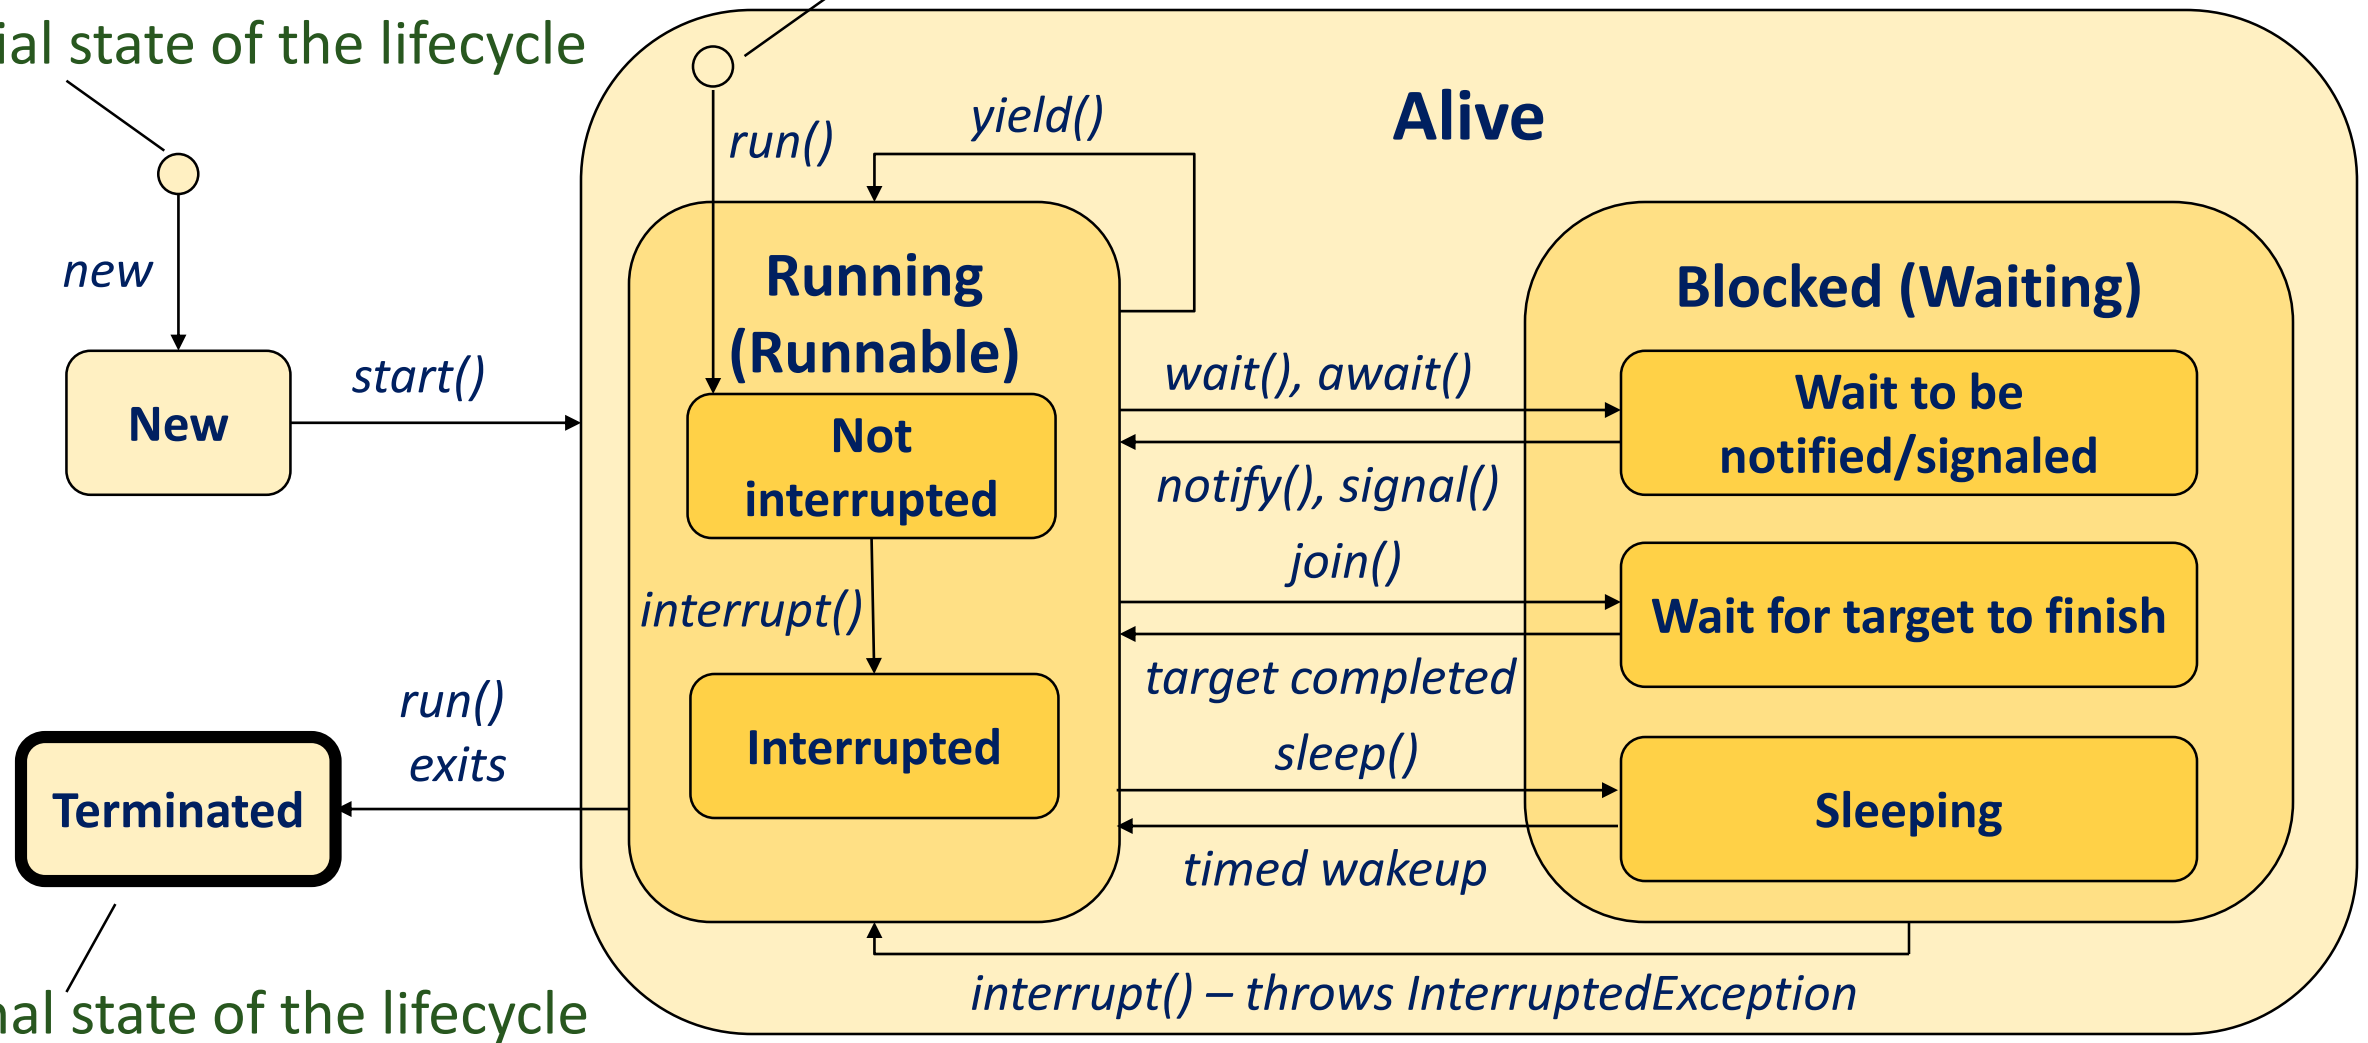 state of the lifecycle
new
New
start()
Alive
run()
yield()
Running
(Runnable)
Not
interrupted
interrupt()
Interrupted
wait(), await()
notify(), signal()
join()
target completed
sleep()
timed wakeup
Blocked (Waiting)
Wait to be
notified/signaled
Wait for target to finish
Sleeping
interrupt() – throws InterruptedException
run()
exits
Terminated
state of the lifecycle